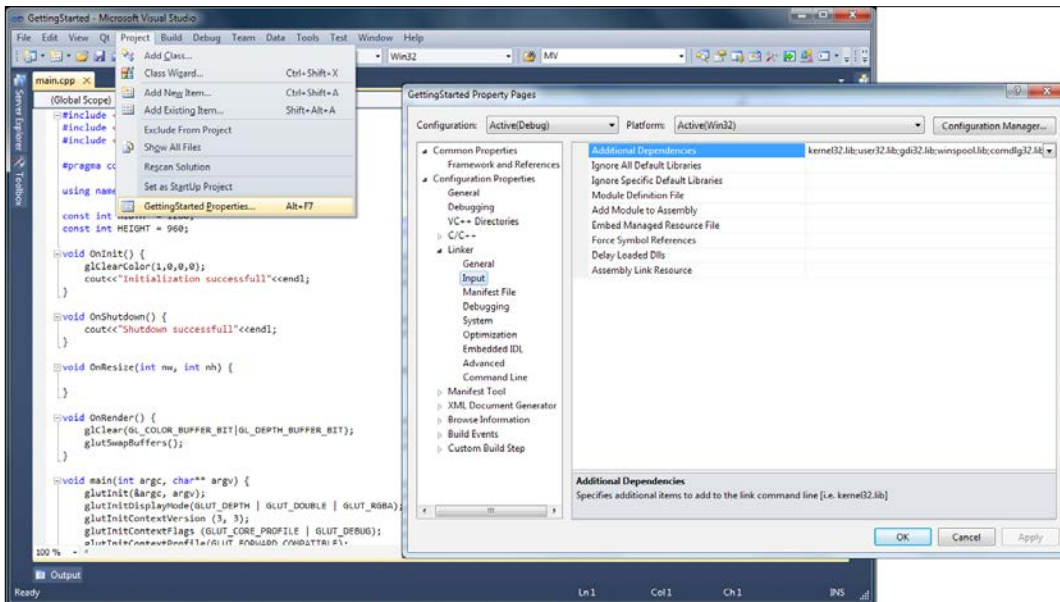 GettingStarted - Microsoft Visual Studio
File Edit View Qt Project Build Debug Team Data Tools Test Window Help
Win32
MV
Add Class...
Class Wizard... Ctrl+Shift+X
Add New Item... Ctrl+Shift+A
Add Existing Item... Shift+Alt+A
Exclude From Project
Show All Files
Rescan Solution
Set as StartUp Project
GettingStarted Properties... Alt+F7
Server Explorer
Toolbox
main.cpp
(Global Scope)
#include
#include
#include
#pragma
using
const int
const int HEIGHT = 960;
void OnInit() {
glClearColor(1,0,0,0);
cout<<"Initialization successfull"<<endl;
}
void OnShutdown() {
cout<<"Shutdown successfull"<<endl;
}
void OnResize(int nw, int nh) {
}
void OnRender() {
glClear(GL_COLOR_BUFFER_BIT|GL_DEPTH_BUFFER_BIT);
glutSwapBuffers();
}
void main(int argc, char** argv) {
glutInit(&argc, argv);
glutInitDisplayMode(GLUT_DEPTH | GLUT_DOUBLE | GLUT_RGBA);
glutInitContextVersion (3, 3);
glutInitContextFlags (GLUT_CORE_PROFILE | GLUT_DEBUG);
glutInitContextProfile(GLUT_FORWARD_COMPATIBLE);
100 %
Output
Ready
Ln 1 Col 1 Ch 1 INS
GettingStarted Property Pages
Configuration: Active(Debug) Platform: Active(Win32) Configuration Manager...
Common Properties
Framework and References
Configuration Properties
General
Debugging
VC++ Directories
C/C++
Linker
General
Input
Manifest File
Debugging
System
Optimization
Embedded IDL
Advanced
Command Line
Manifest Tool
XML Document Generator
Browse Information
Build Events
Custom Build Step
Additional Dependencies kernel32.lib;user32.lib;gdi32.lib;winspool.lib;comdlg32.lib
Ignore All Default Libraries
Ignore Specific Default Libraries
Module Definition File
Add Module to Assembly
Embed Managed Resource File
Force Symbol References
Delay Loaded Dlls
Assembly Link Resource
Additional Dependencies
Specifies additional items to add to the link command line [i.e. kernel32.lib]
OK Cancel Apply